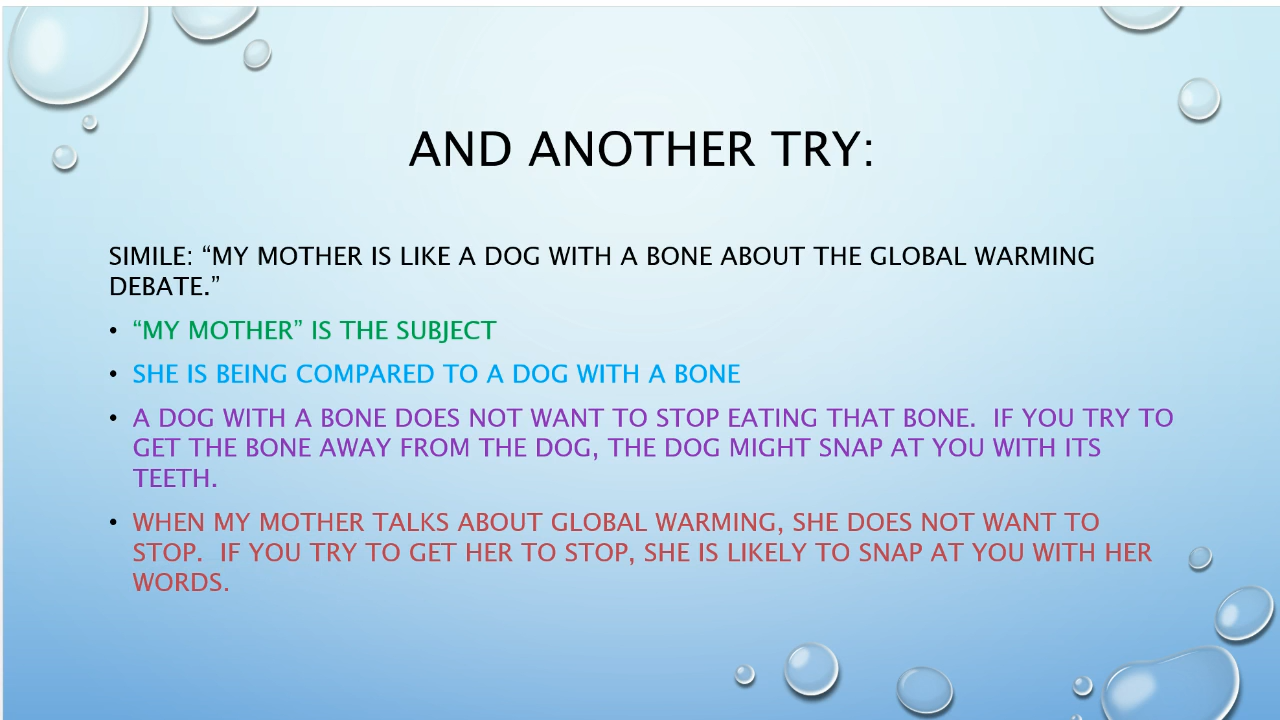 AND ANOTHER TRY:
SIMILE: “MY MOTHER IS LIKE A DOG WITH A BONE ABOUT THE GLOBAL WARMING
DEBATE.”
• “MY MOTHER” IS THE SUBJECT
• SHE IS BEING COMPARED TO A DOG WITH A BONE
• A DOG WITH A BONE DOES NOT WANT TO STOP EATING THAT BONE.  IF YOU TRY TO
GET THE BONE AWAY FROM THE DOG, THE DOG MIGHT SNAP AT YOU WITH ITS
TEETH.
• WHEN MY MOTHER TALKS ABOUT GLOBAL WARMING, SHE DOES NOT WANT TO
STOP.  IF YOU TRY TO GET HER TO STOP, SHE IS LIKELY TO SNAP AT YOU WITH HER
WORDS.